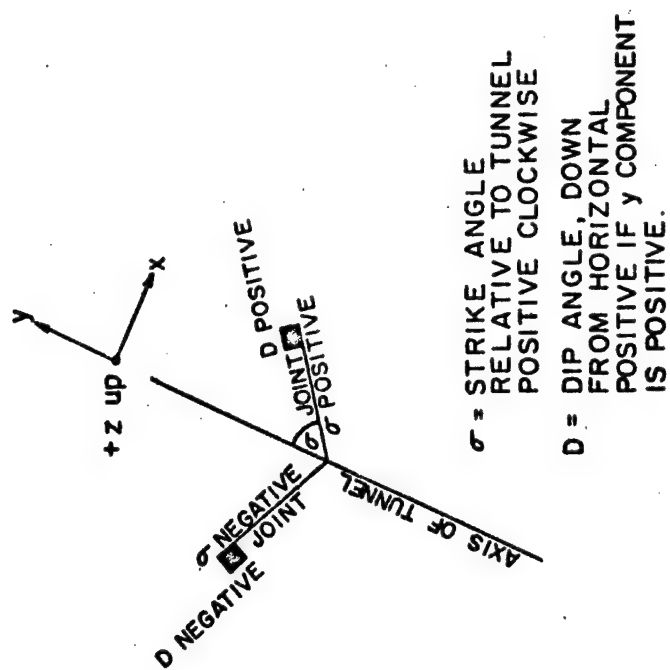 y
x
+z up
D POSITIVE
JOINT
σ POSITIVE
σ
σ NEGATIVE
JOINT
D NEGATIVE
AXIS OF TUNNEL
σ = STRIKE ANGLE
RELATIVE TO TUNNEL
POSITIVE CLOCKWISE
D = DIP ANGLE, DOWN
FROM HORIZONTAL
POSITIVE IF y COMPONENT
IS POSITIVE.